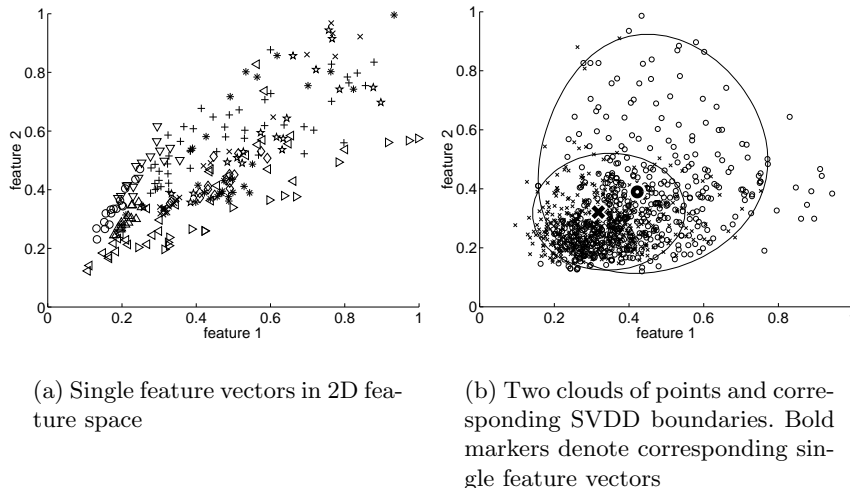 1
0.8
0.6
feature 2
0.4
0.2
0
0 0.2 0.4 0.6 0.8 1
feature 1
1
0.8
0.6
feature 2
0.4
0.2
0
0 0.2 0.4 0.6 0.8
feature 1
(a) Single feature vectors in 2D fea-
ture space
(b) Two clouds of points and corre-
sponding SVDD boundaries. Bold
markers denote corresponding sin-
gle feature vectors